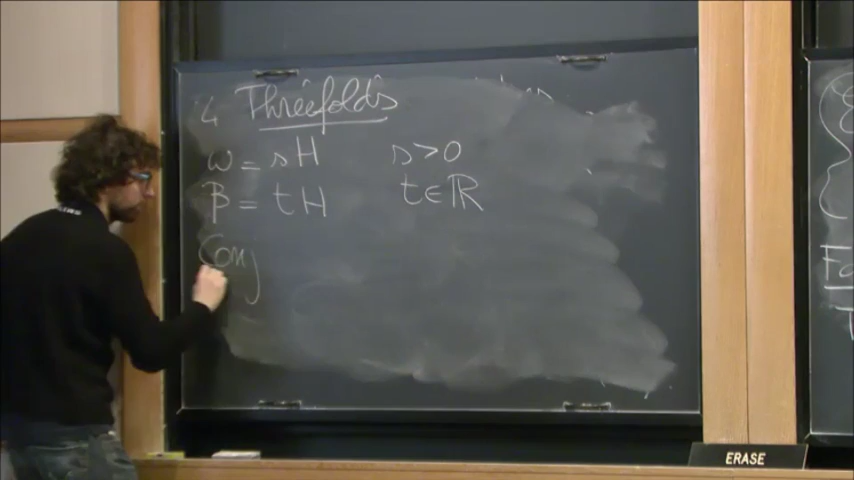 4 Threefolds
ω = sH s>0
β = tH t∈ℝ
Conj
ERASE